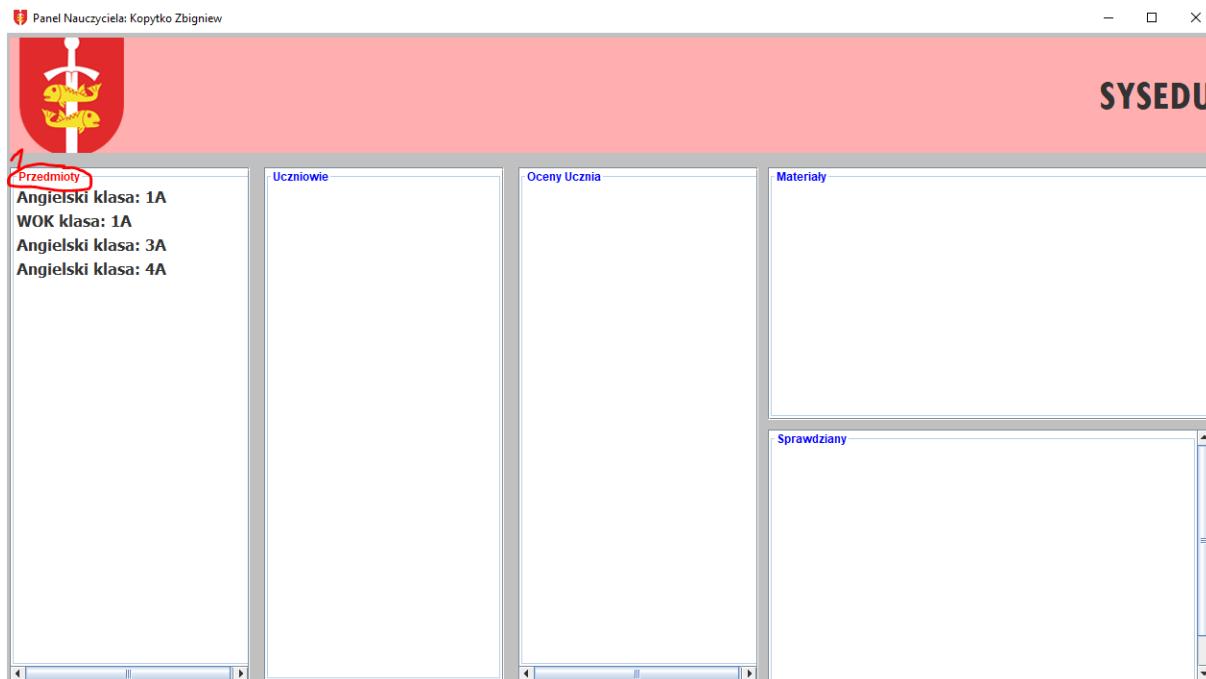 Panel Nauczyciela: Kopytko Zbigniew
SYSEDU
1
Przedmioty
Angielski klasa: 1A
WOK klasa: 1A
Angielski klasa: 3A
Angielski klasa: 4A
Uczniowie
Oceny Ucznia
Materiały
Sprawdziany